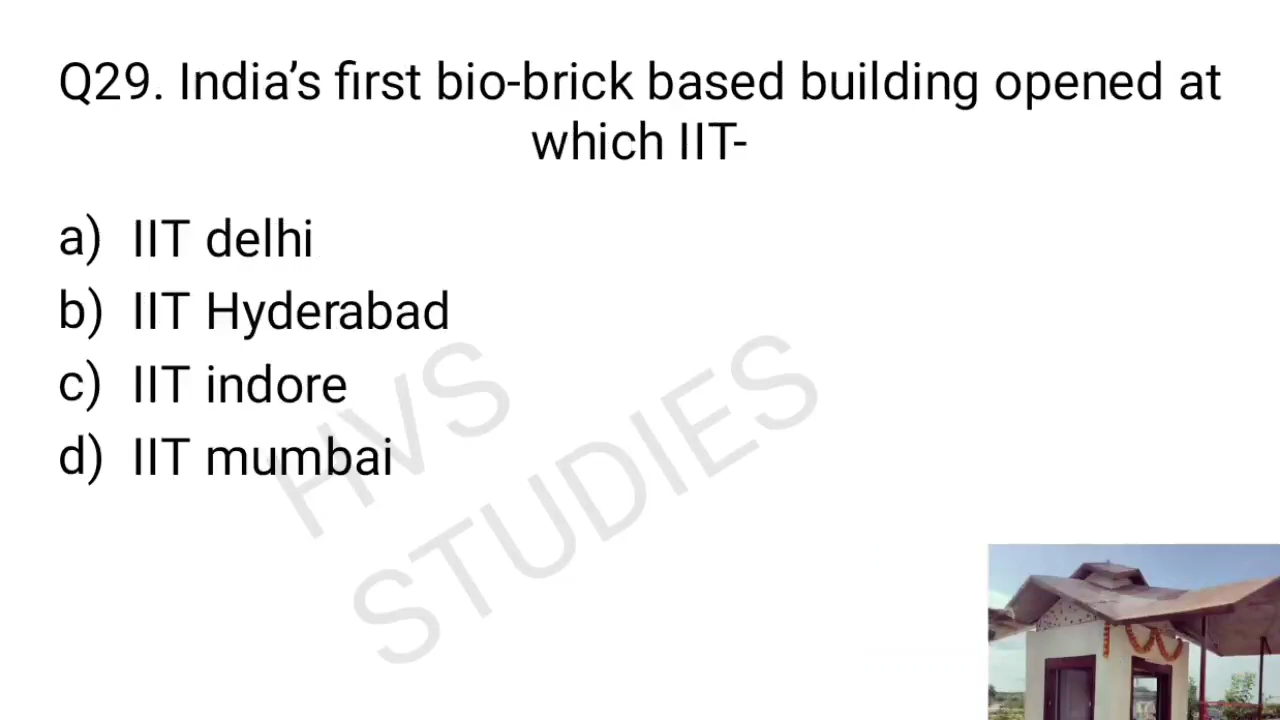 Q29. India’s first bio-brick based building opened at
which IIT-
a) IIT delhi
b) IIT Hyderabad
c) IIT indore
d) IIT mumbai
HVS
STUDIES